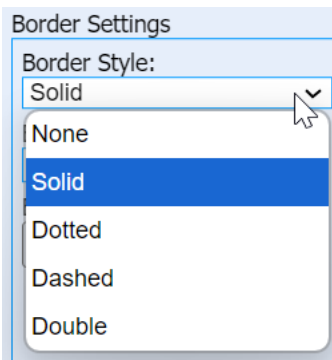 Border Settings
Border Style:
Solid
None
Solid
Dotted
Dashed
Double